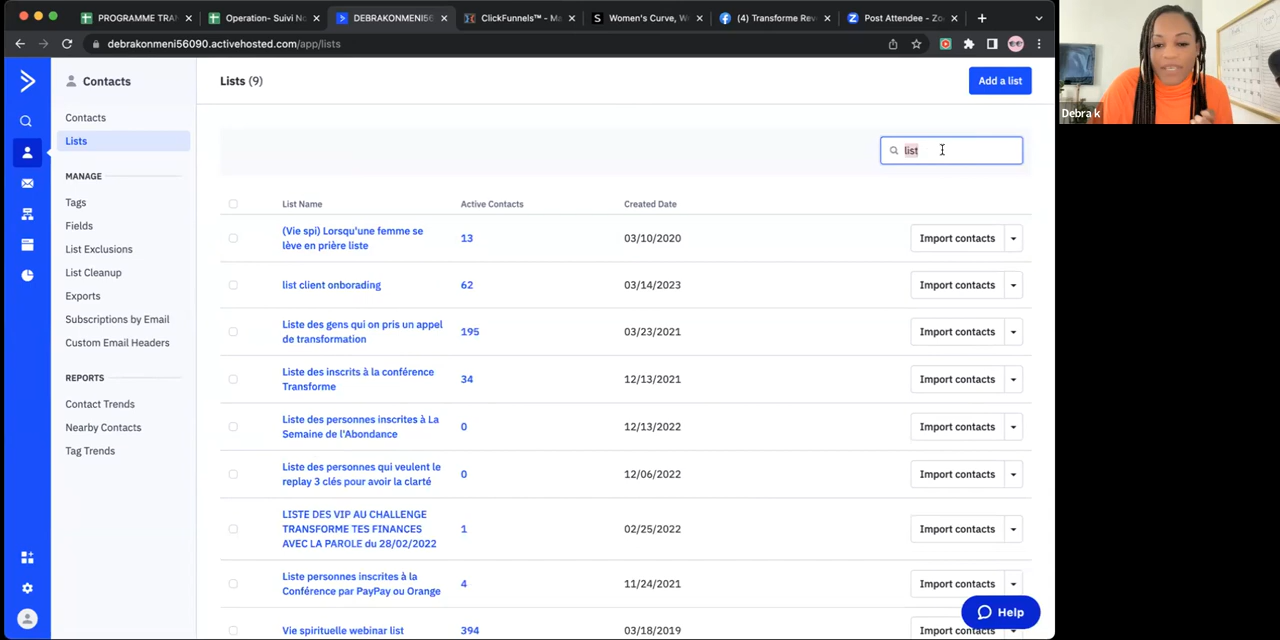 PROGRAMME TRA
Operation- Suivi N
DEBRAKONMENI56
ClickFunnels™ - Ma
Women's Curve, W
(4) Transforme Rev
Post Attendee - Zo
debrakonmeni56090.activehosted.com/app/lists
Debra k
Contacts
Contacts
Lists
MANAGE
Tags
Fields
List Exclusions
List Cleanup
Exports
Subscriptions by Email
Custom Email Headers
REPORTS
Contact Trends
Nearby Contacts
Tag Trends
Lists (9)
Add a list
list
List Name Active Contacts Created Date
(Vie spi) Lorsqu'une femme se
lève en prière liste
13 03/10/2020 Import contacts
list client onborading 62 03/14/2023 Import contacts
Liste des gens qui on pris un appel
de transformation
195 03/23/2021 Import contacts
Liste des inscrits à la conférence
Transforme
34 12/13/2021 Import contacts
Liste des personnes inscrites à La
Semaine de l'Abondance
0 12/13/2022 Import contacts
Liste des personnes qui veulent le
replay 3 clés pour avoir la clarté
0 12/06/2022 Import contacts
LISTE DES VIP AU CHALLENGE
TRANSFORME TES FINANCES
AVEC LA PAROLE du 28/02/2022
1 02/25/2022 Import contacts
Liste personnes inscrites à la
Conférence par PayPay ou Orange
4 11/24/2021 Import contacts
Vie spirituelle webinar list 394 03/18/2019 Import contacts
Help